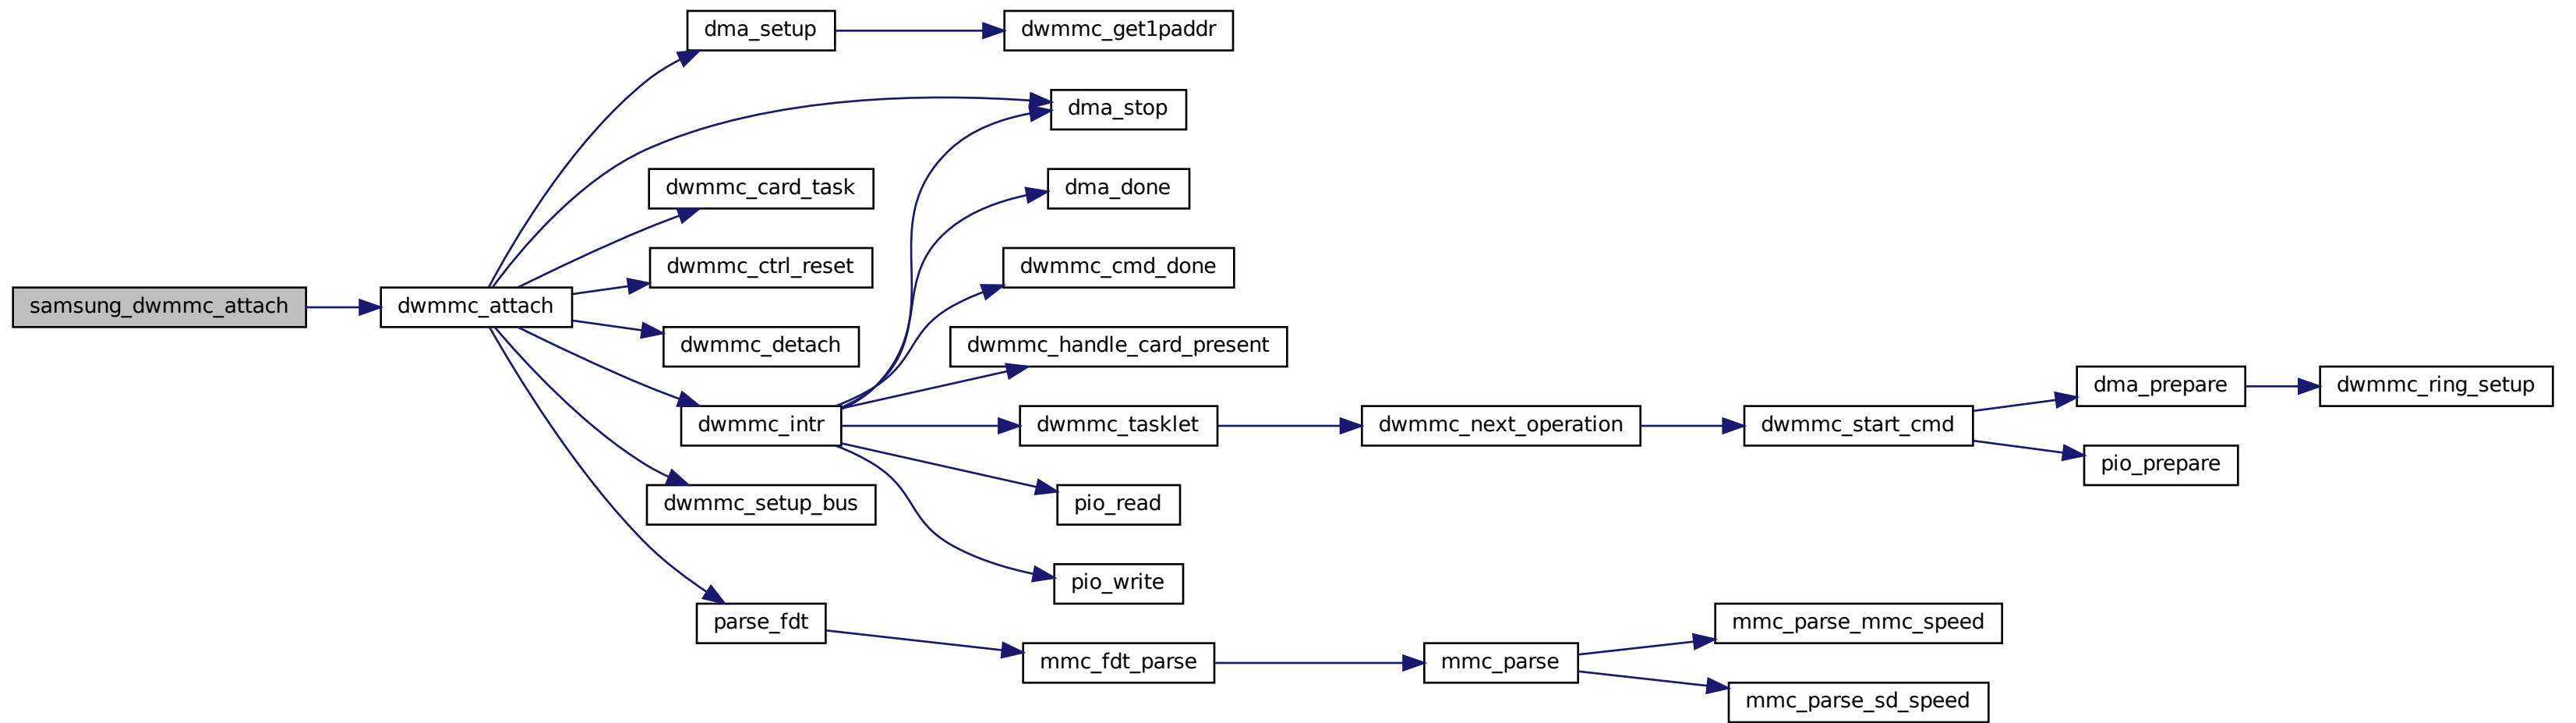 samsung_dwmmc_attach
dwmmc_attach
dma_setup
dwmmc_get1paddr
dma_stop
dwmmc_card_task
dwmmc_ctrl_reset
dwmmc_detach
dwmmc_intr
dma_done
dwmmc_cmd_done
dwmmc_handle_card_present
dwmmc_tasklet
dwmmc_next_operation
dwmmc_start_cmd
dma_prepare
dwmmc_ring_setup
pio_prepare
pio_read
pio_write
dwmmc_setup_bus
parse_fdt
mmc_fdt_parse
mmc_parse
mmc_parse_mmc_speed
mmc_parse_sd_speed